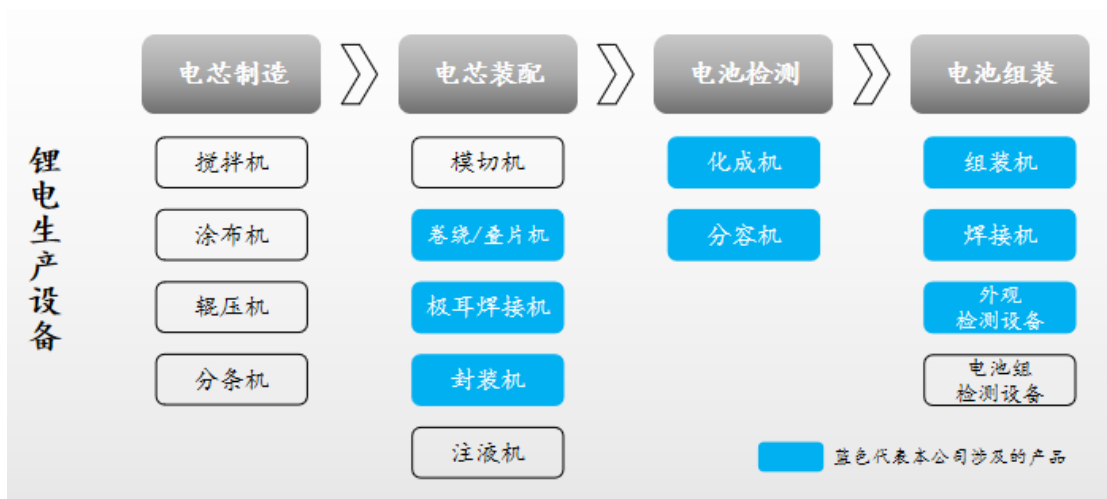 锂电生产设备
电芯制造
电芯装配
电池检测
电池组装
搅拌机
模切机
化成机
组装机
涂布机
卷绕/叠片机
分容机
焊接机
辊压机
极耳焊接机
外观
检测设备
分条机
封装机
电池组
检测设备
注液机
蓝色代表本公司涉及的产品